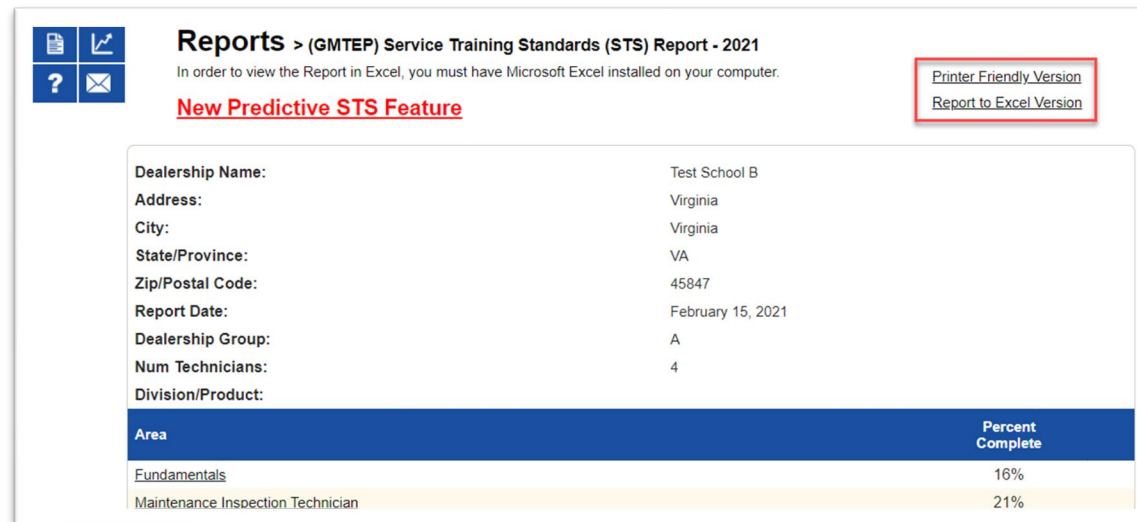 Reports > (GMTEP) Service Training Standards (STS) Report - 2021
In order to view the Report in Excel, you must have Microsoft Excel installed on your computer.
Printer Friendly Version
New Predictive STS Feature
Report to Excel Version
?
Dealership Name: Test School B
Address: Virginia
City: Virginia
State/Province: VA
Zip/Postal Code: 45847
Report Date: February 15, 2021
Dealership Group: A
Num Technicians: 4
Division/Product:
Area Percent Complete
Fundamentals 16%
Maintenance Inspection Technician 21%